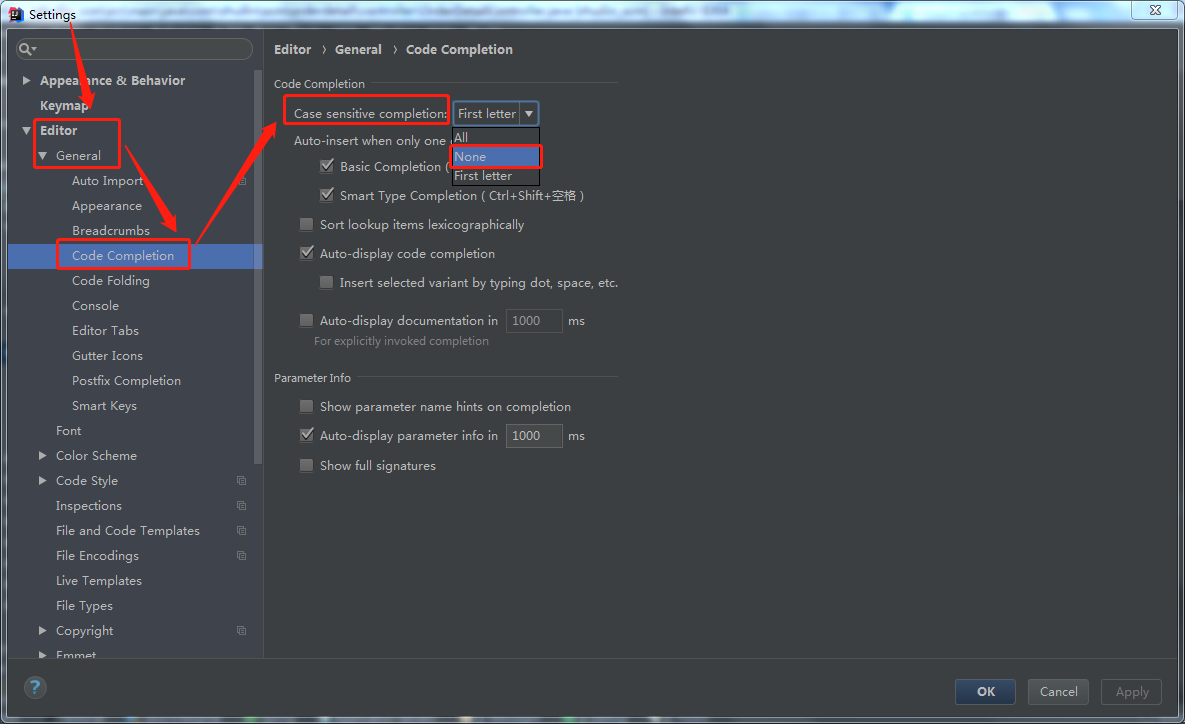 Settings
Appearance & Behavior
Keymap
Editor
General
Auto Import
Appearance
Breadcrumbs
Code Completion
Code Folding
Console
Editor Tabs
Gutter Icons
Postfix Completion
Smart Keys
Font
Color Scheme
Code Style
Inspections
File and Code Templates
File Encodings
Live Templates
File Types
Copyright
Emmet
Editor › General › Code Completion
Code Completion
Case sensitive completion: First letter
All
None
First letter
Auto-insert when only one
Basic Completion (
Smart Type Completion ( Ctrl+Shift+空格 )
Sort lookup items lexicographically
Auto-display code completion
Insert selected variant by typing dot, space, etc.
Auto-display documentation in 1000 ms
For explicitly invoked completion
Parameter Info
Show parameter name hints on completion
Auto-display parameter info in 1000 ms
Show full signatures
?
OK Cancel Apply